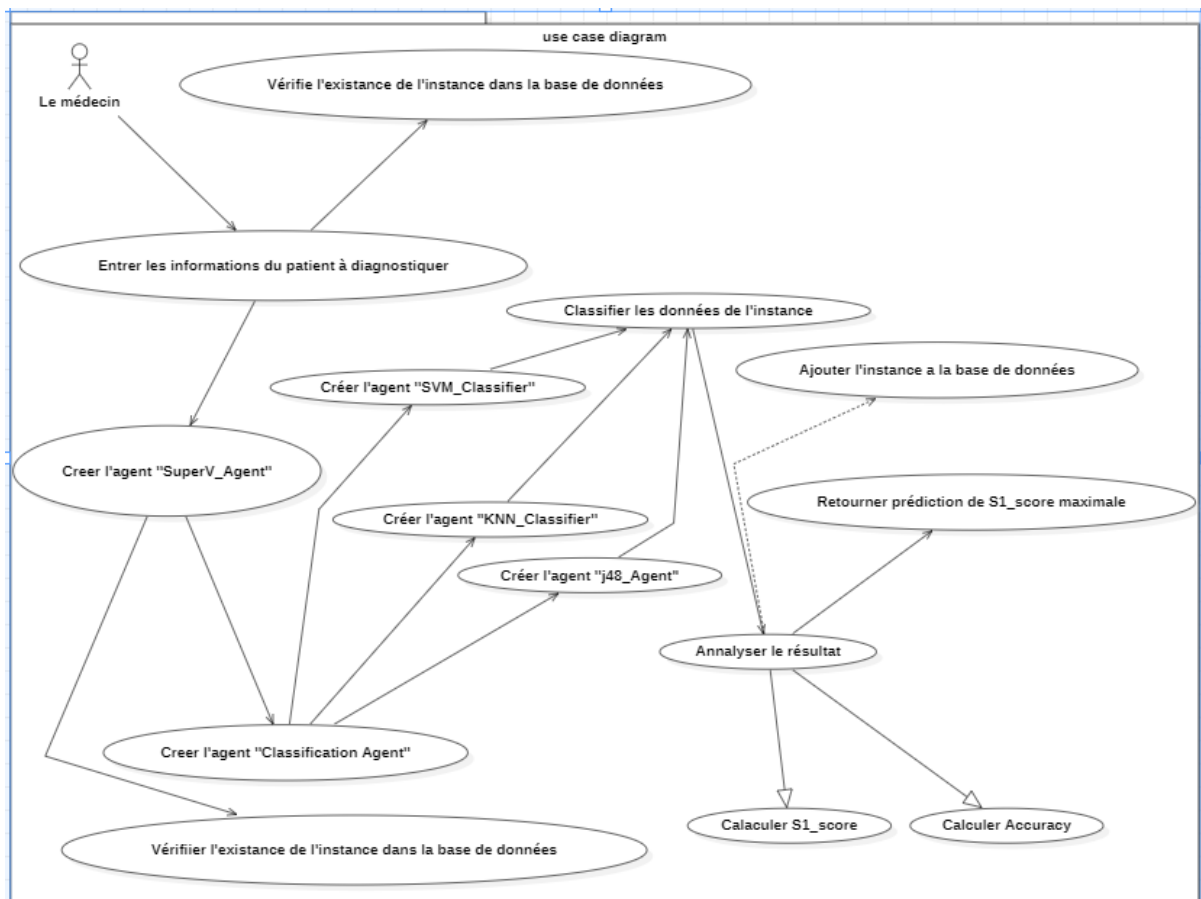 use case diagram
Le médecin
Vérifie l'existance de l'instance dans la base de données
Entrer les informations du patient à diagnostiquer
Classifier les données de l'instance
Ajouter l'instance a la base de données
Créer l'agent "SVM_Classifier"
Creer l'agent "SuperV_Agent"
Retourner prédiction de S1_score maximale
Créer l'agent "KNN_Classifier"
Créer l'agent "j48_Agent"
Annalyser le résultat
Creer l'agent "Classification Agent"
Calaculer S1_score
Calculer Accuracy
Vérifiier l'existance de l'instance dans la base de données